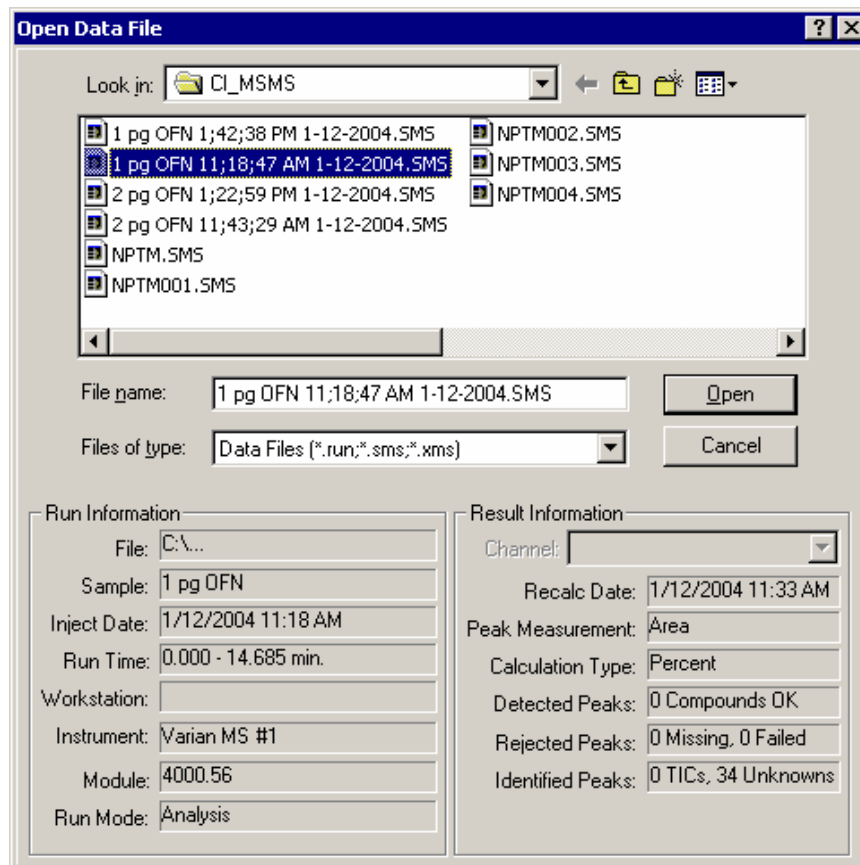 Open Data File
Look in: CI_MSMS
1 pg OFN 1;42;38 PM 1-12-2004.SMS
1 pg OFN 11;18;47 AM 1-12-2004.SMS
2 pg OFN 1;22;59 PM 1-12-2004.SMS
2 pg OFN 11;43;29 AM 1-12-2004.SMS
NPTM.SMS
NPTM001.SMS
NPTM002.SMS
NPTM003.SMS
NPTM004.SMS
File name: 1 pg OFN 11;18;47 AM 1-12-2004.SMS
Open
Files of type: Data Files (*.run;*.sms;*.xms)
Cancel
Run Information
File: C:\...
Sample: 1 pg OFN
Inject Date: 1/12/2004 11:18 AM
Run Time: 0.000 - 14.685 min.
Workstation:
Instrument: Varian MS #1
Module: 4000.56
Run Mode: Analysis
Result Information
Channel:
Recalc Date: 1/12/2004 11:33 AM
Peak Measurement: Area
Calculation Type: Percent
Detected Peaks: 0 Compounds OK
Rejected Peaks: 0 Missing, 0 Failed
Identified Peaks: 0 TICs, 34 Unknowns